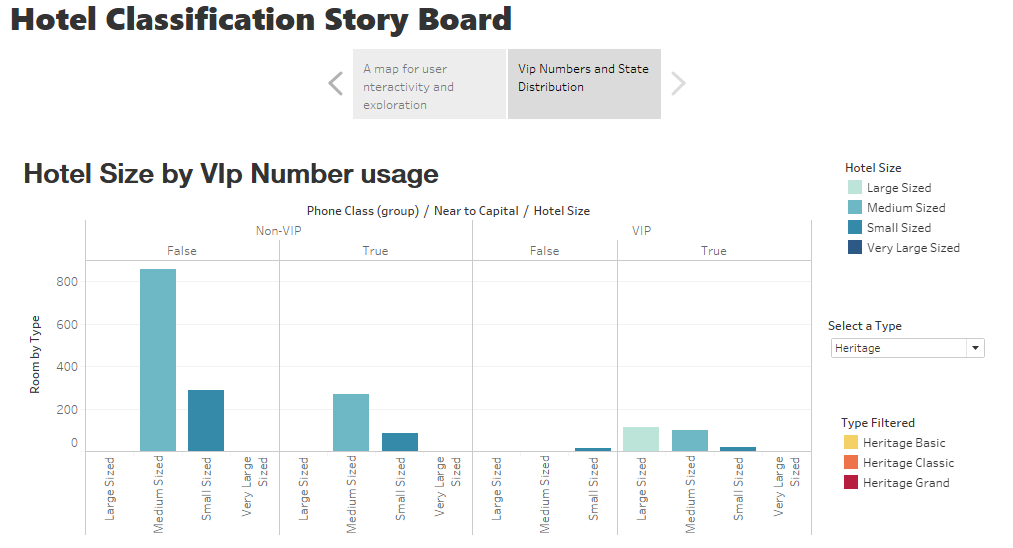 Hotel Classification Story Board
A map for user
nteractivity and
exploration
Vip Numbers and State
Distribution
Hotel Size by VIp Number usage
Phone Class (group) / Near to Capital / Hotel Size
Non-VIP
VIP
False
True
False
True
Room by Type
800
600
400
200
0
Large Sized
Medium Sized
Small Sized
Very Large
Sized
Large Sized
Medium Sized
Small Sized
Very Large
Sized
Large Sized
Medium Sized
Small Sized
Large Sized
Medium Sized
Small Sized
Very Large
Sized
Hotel Size
Large Sized
Medium Sized
Small Sized
Very Large Sized
Select a Type
Heritage
Type Filtered
Heritage Basic
Heritage Classic
Heritage Grand